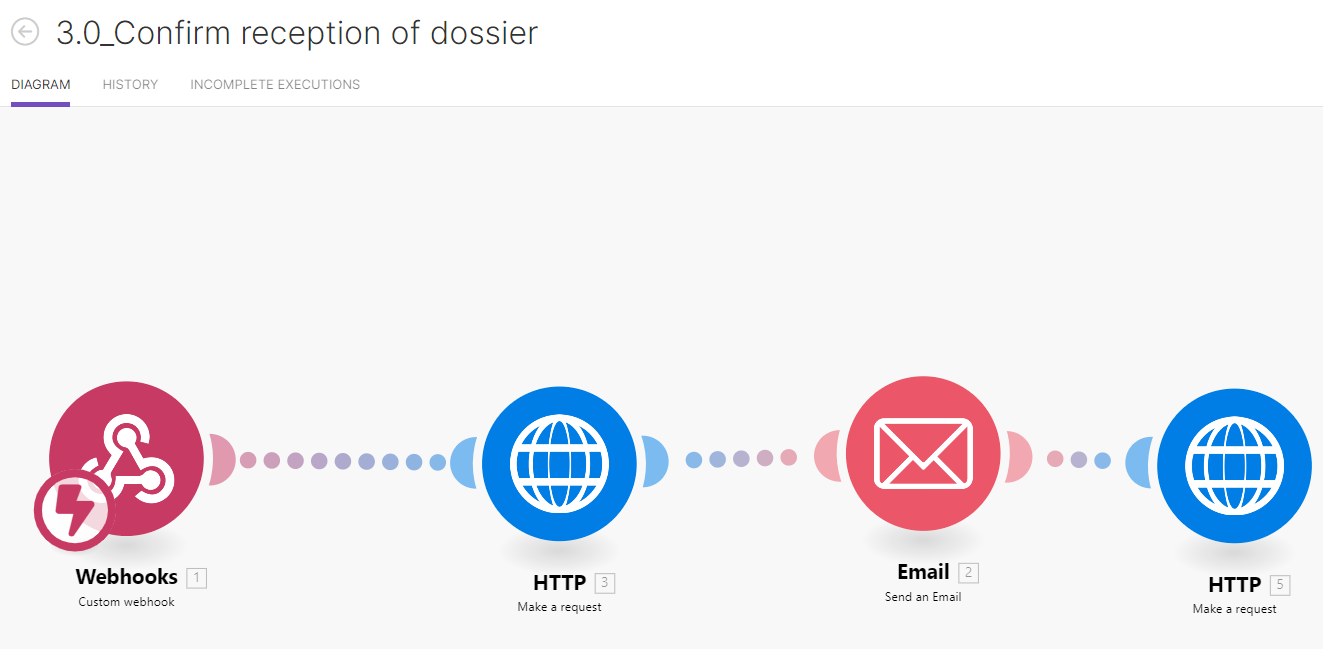 3.0_Confirm reception of dossier
DIAGRAM HISTORY INCOMPLETE EXECUTIONS
Webhooks 1
Custom webhook
HTTP 3
Make a request
Email 2
Send an Email
HTTP 5
Make a request